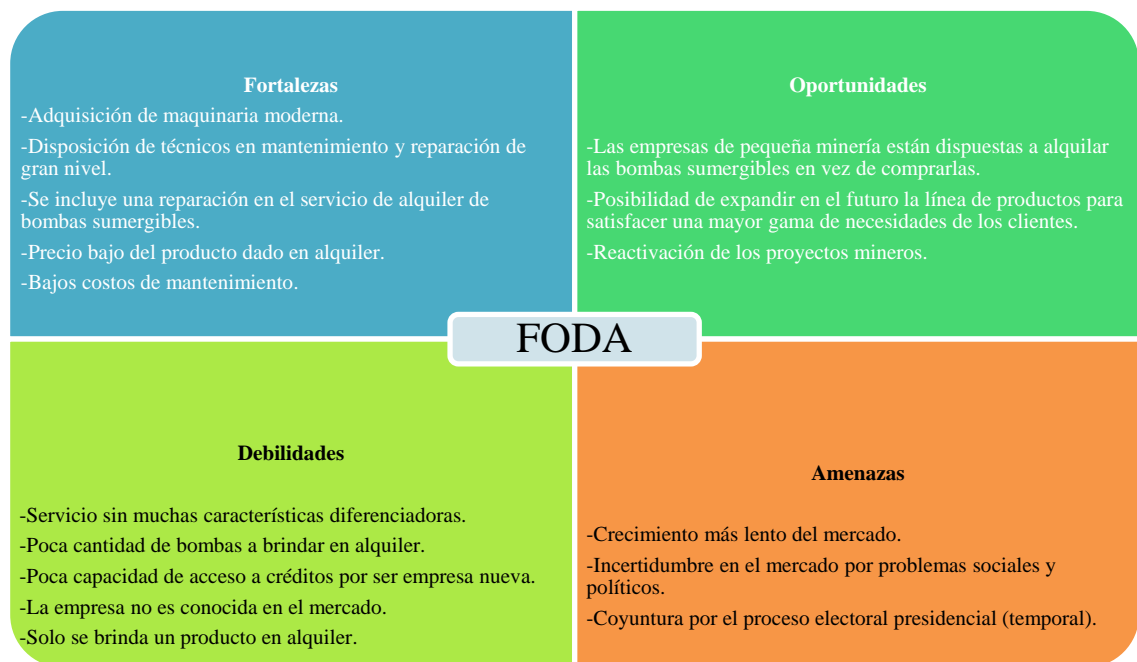 Fortalezas
-Adquisición de maquinaria moderna.
-Disposición de técnicos en mantenimiento y reparación de
gran nivel.
-Se incluye una reparación en el servicio de alquiler de
bombas sumergibles.
-Precio bajo del producto dado en alquiler.
-Bajos costos de mantenimiento.
Oportunidades
-Las empresas de pequeña minería están dispuestas a alquilar
las bombas sumergibles en vez de comprarlas.
-Posibilidad de expandir en el futuro la línea de productos para
satisfacer una mayor gama de necesidades de los clientes.
-Reactivación de los proyectos mineros.
FODA
Debilidades
-Servicio sin muchas características diferenciadoras.
-Poca cantidad de bombas a brindar en alquiler.
-Poca capacidad de acceso a créditos por ser empresa nueva.
-La empresa no es conocida en el mercado.
-Solo se brinda un producto en alquiler.
Amenazas
-Crecimiento más lento del mercado.
-Incertidumbre en el mercado por problemas sociales y
políticos.
-Coyuntura por el proceso electoral presidencial (temporal).